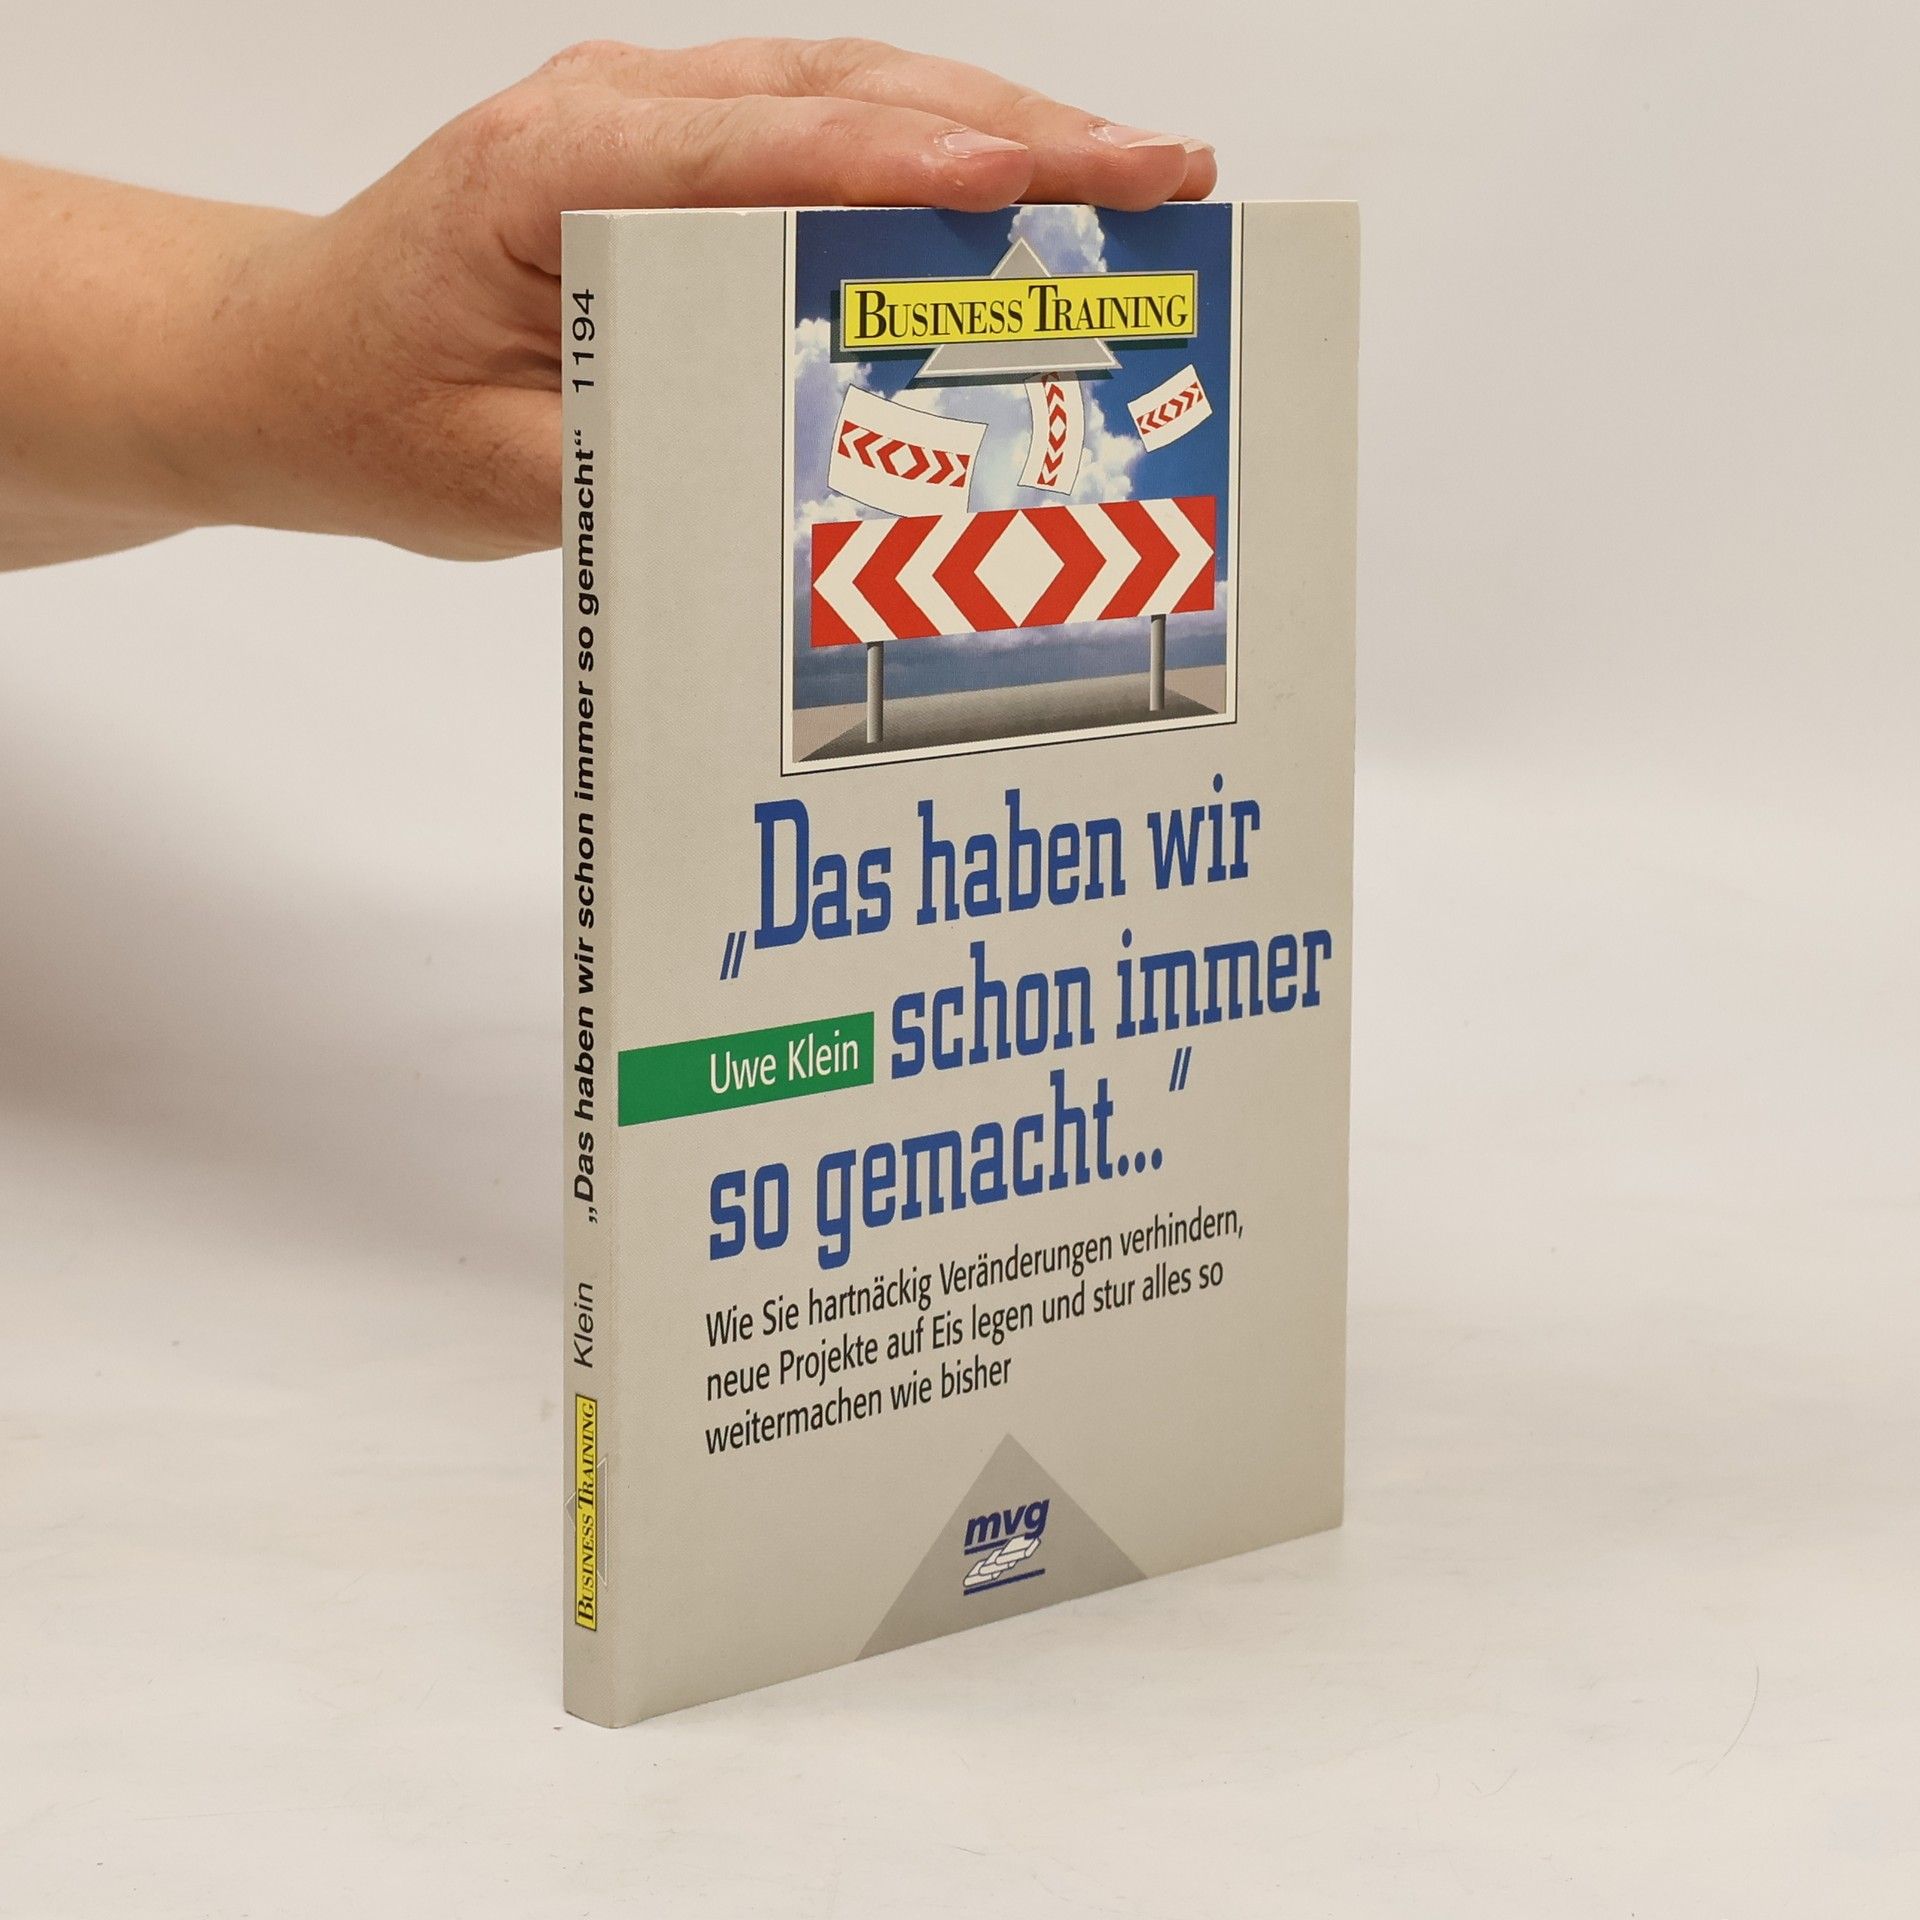 BUSINESS TRAINING
„Das haben wir
schon immer
so gemacht..."
Uwe Klein
Wie Sie hartnäckig Veränderungen verhindern,
neue Projekte auf Eis legen und stur alles so
weitermachen wie bisher
mvg
BUSINESS TRAINING Klein „Das haben wir schon immer so gemacht“ 1194